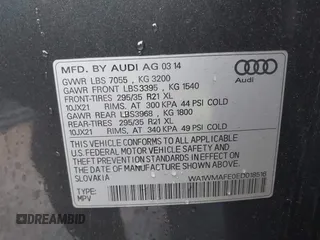 MFD. BY AUDI AG 03 14
GVWR LBS 7055 , KG 3200
GAWR FRONT LBS3395 , KG 1540
FRONT-TIRES 295/35 R21 XL
10JX21 RIMS. AT 300 KPA 44 PSI COLD
GAWR REAR LBS3968 , KG 1800
REAR-TIRES 295/35 R21 XL
10JX21 RIMS, AT 340 KPA 49 PSI COLD
Audi
THIS VEHICLE CONFORMS TO ALL APPLICABLE
FEDERAL MOTOR VEHICLE SAFETY STANDARDS
IN EFFECT ON
THE DATE OF MANUFACTURE SHOWN ABOVE.
SLOVAKIA
TYPE:
MPV
DREAMBID